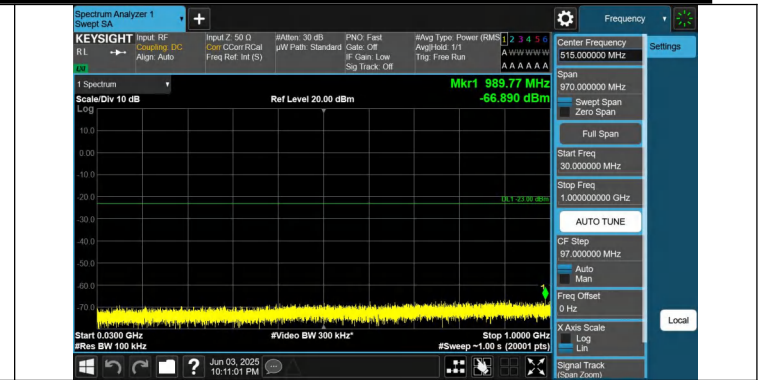 Spectrum Analyzer 1
Swept SA
Frequency
KEYSIGHT
RL
Input: RF
Coupling: DC
Align: Auto
Input Z: 50 Ω
Corr CCorr RCal
Freq Ref: Int (S)
#Atten: 30 dB
µW Path: Standard
PNO: Fast
Gate: Off
IF Gain: Low
Sig Track: Off
#Avg Type: Power (RMS
Avg|Hold: 1/1
Trig: Free Run
1 2 3 4 5 6
A W W W W W
A A A A A A
1 Spectrum
Mkr1 989.77 MHz
Scale/Div 10 dB
Ref Level 20.00 dBm
-66.890 dBm
Log
10.0
0.00
-10.0
-20.0
DL1 -23.00 dBm
-30.0
-40.0
-50.0
-60.0
1
-70.0
Start 0.0300 GHz
#Video BW 300 kHz*
Stop 1.0000 GHz
#Res BW 100 kHz
#Sweep ~1.00 s (20001 pts)
Jun 03, 2025
10:11:01 PM
Center Frequency
515.000000 MHz
Settings
Span
970.000000 MHz
Swept Span
Zero Span
Full Span
Start Freq
30.000000 MHz
Stop Freq
1.000000000 GHz
AUTO TUNE
CF Step
97.000000 MHz
Auto
Man
Freq Offset
0 Hz
X Axis Scale
Log
Lin
Local
Signal Track
(Span Zoom)